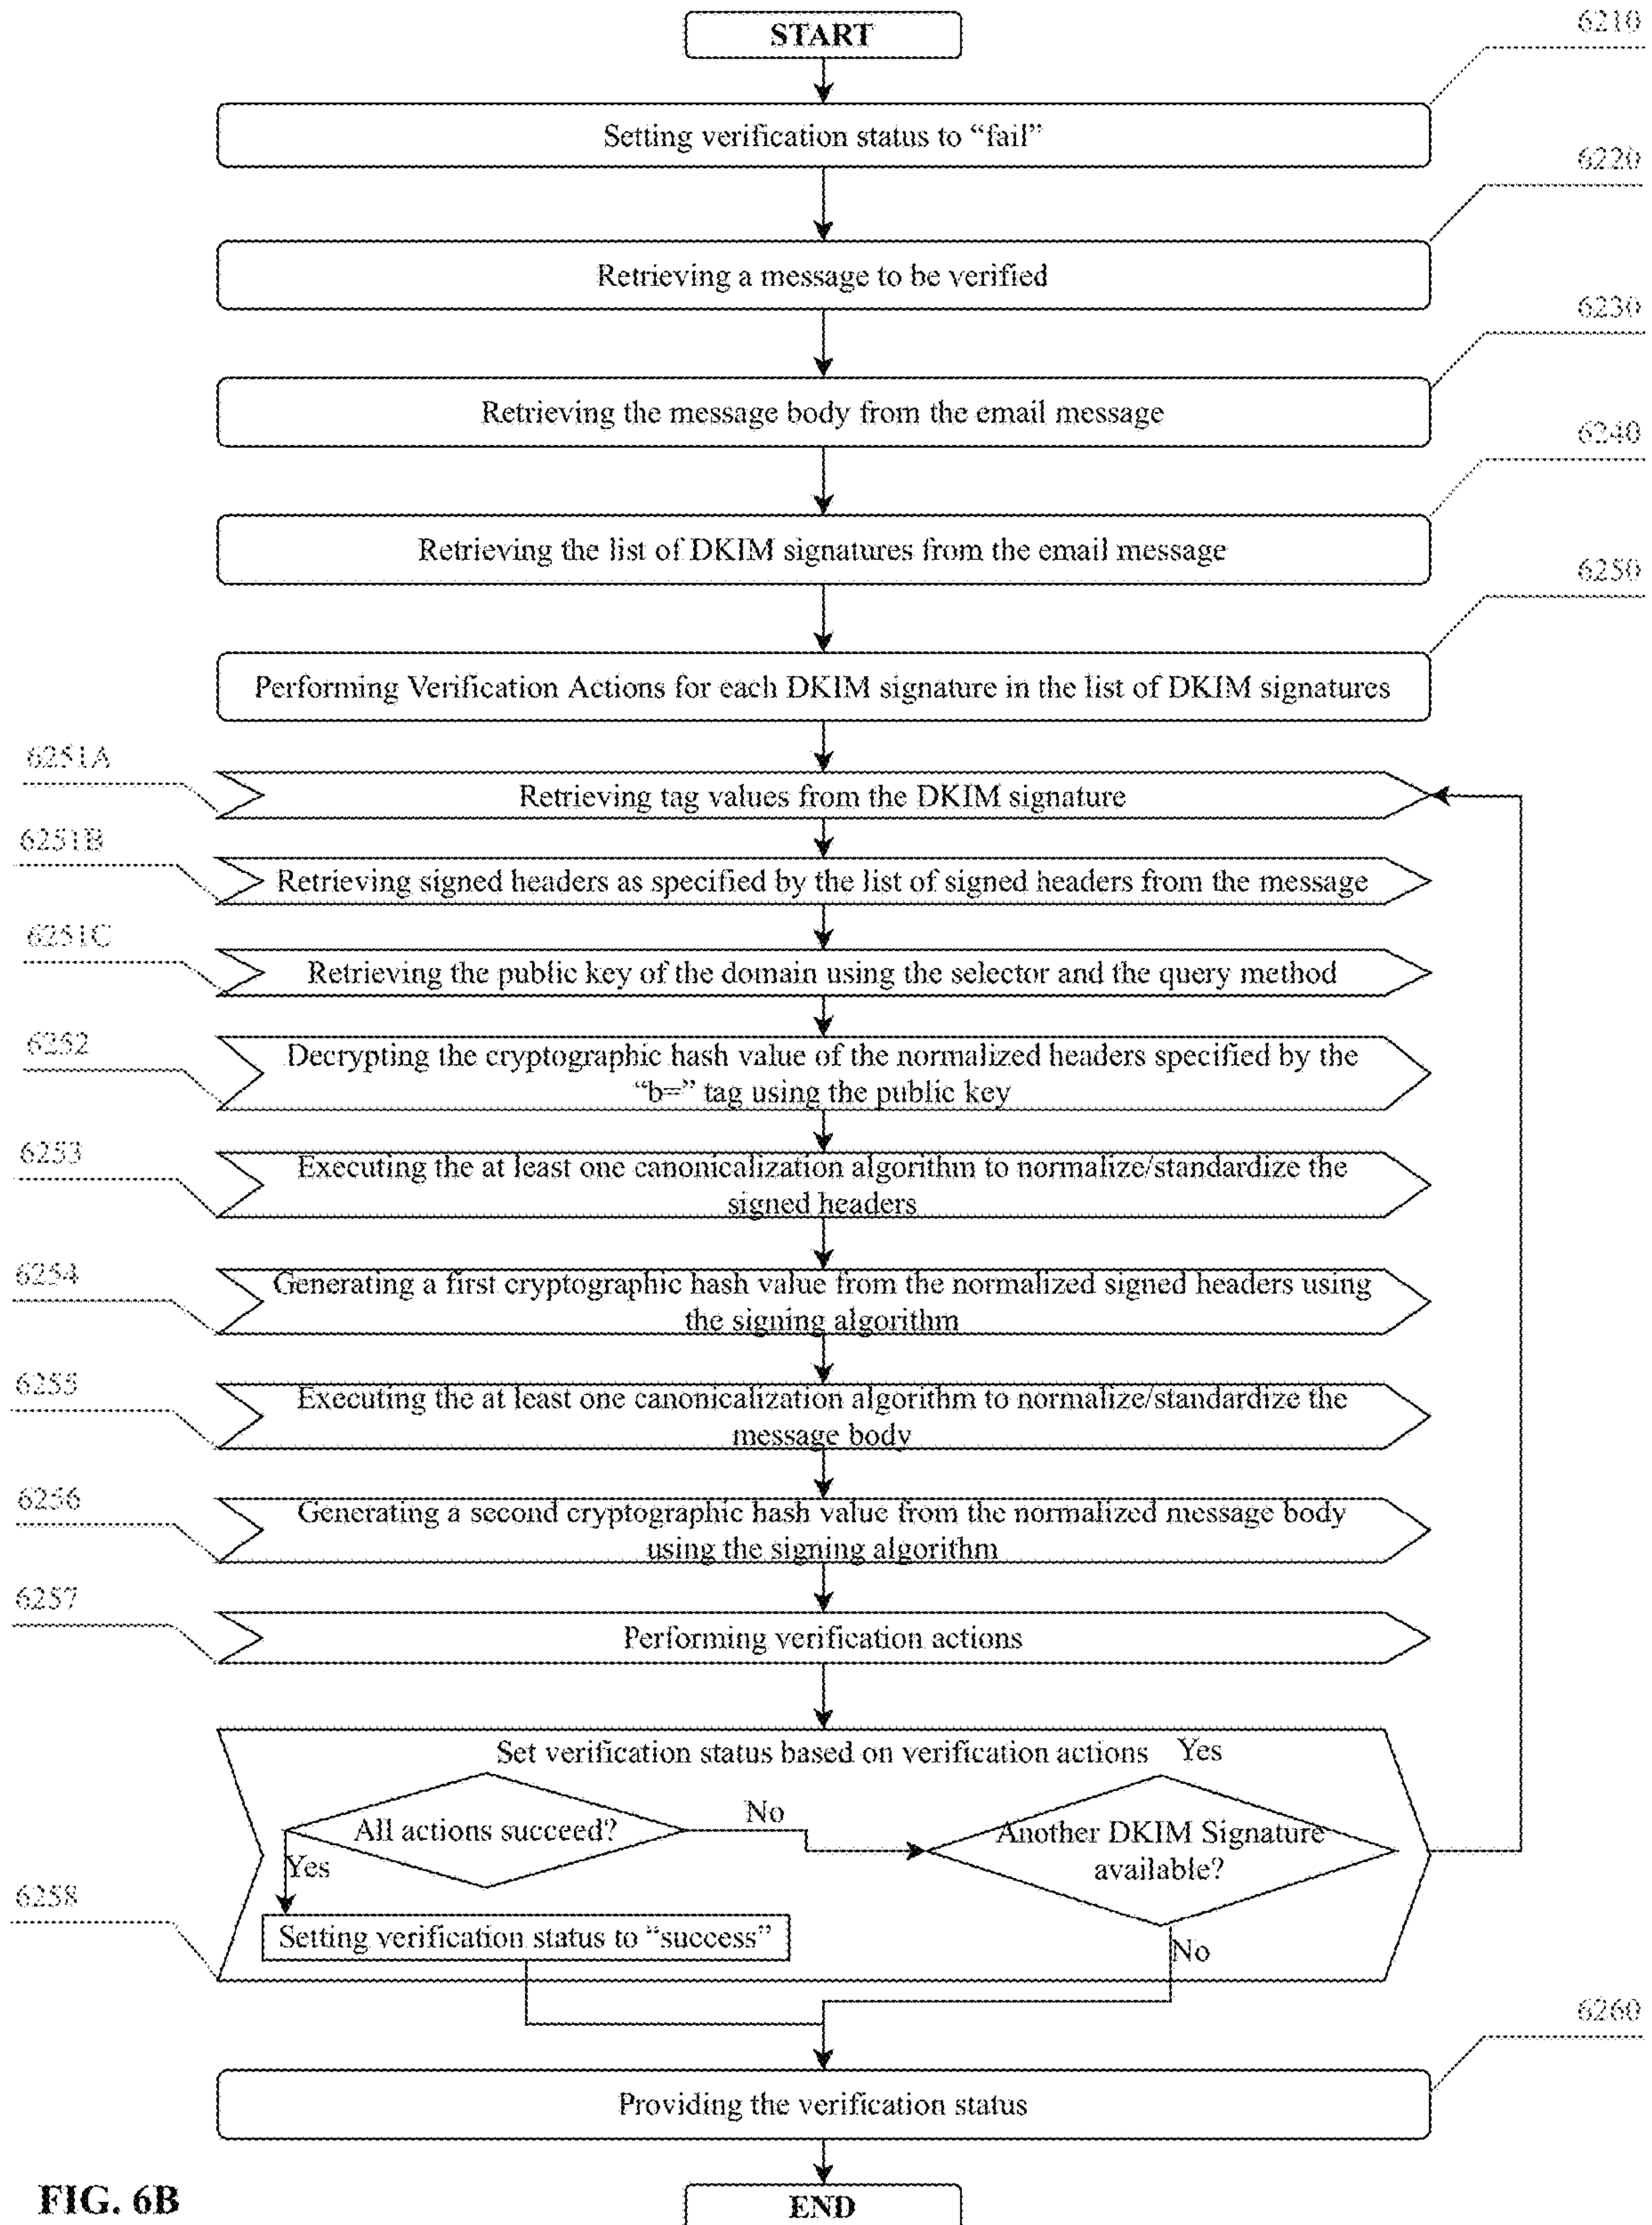 START
6210
Setting verification status to “fail”
6220
Retrieving a message to be verified
6230
Retrieving the message body from the email message
6240
Retrieving the list of DKIM signatures from the email message
6250
Performing Verification Actions for each DKIM signature in the list of DKIM signatures
6251A
Retrieving tag values from the DKIM signature
6251B
Retrieving signed headers as specified by the list of signed headers from the message
6251C
Retrieving the public key of the domain using the selector and the query method
6252
Decrypting the cryptographic hash value of the normalized headers specified by the
“b=” tag using the public key
6253
Executing the at least one canonicalization algorithm to normalize/standardize the
signed headers
6254
Generating a first cryptographic hash value from the normalized signed headers using
the signing algorithm
6255
Executing the at least one canonicalization algorithm to normalize/standardize the
message body
6256
Generating a second cryptographic hash value from the normalized message body
using the signing algorithm
6257
Performing verification actions
Set verification status based on verification actions
Yes
All actions succeed?
No
Another DKIM Signature
available?
Yes
6258
Setting verification status to “success”
No
6260
Providing the verification status
FIG. 6B
END